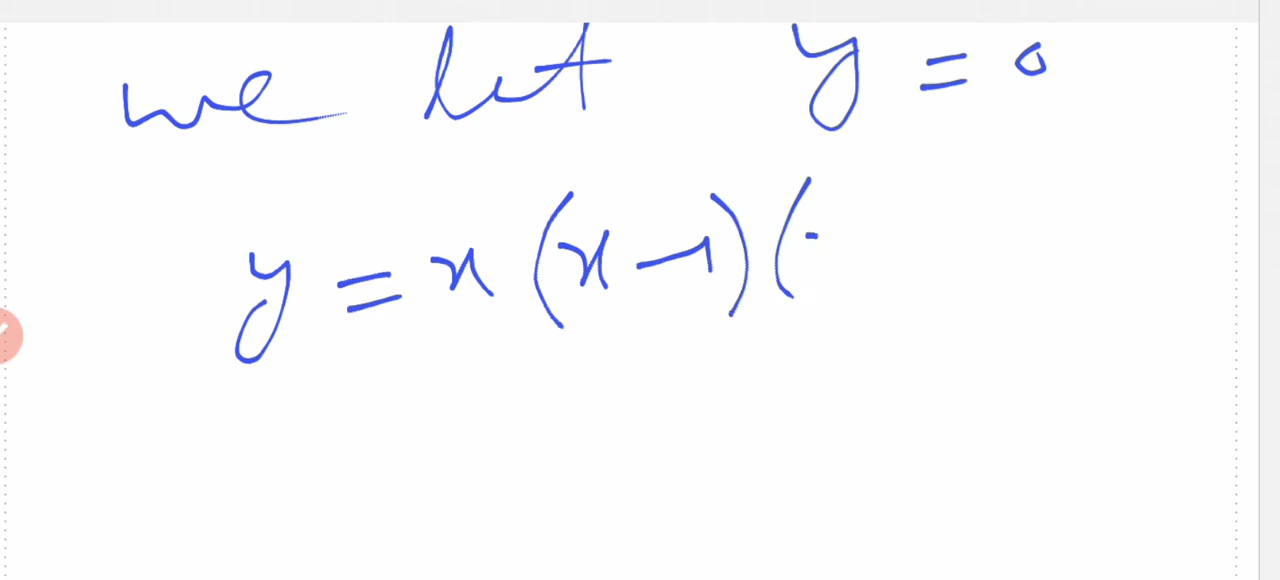 we let y = 0
y = x (x - 1) (